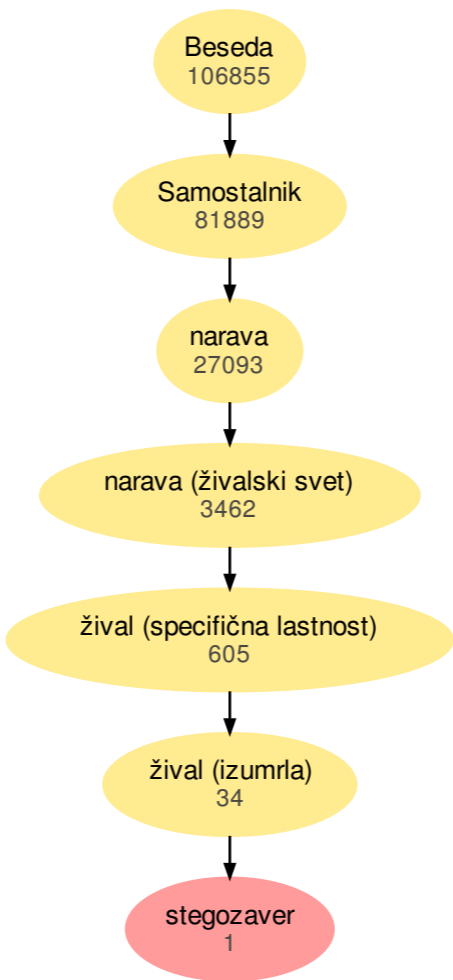 Beseda
106855
Samostalnik
81889
narava
27093
narava (živalski svet)
3462
žival (specifična lastnost)
605
žival (izumrla)
34
stegozaver
1